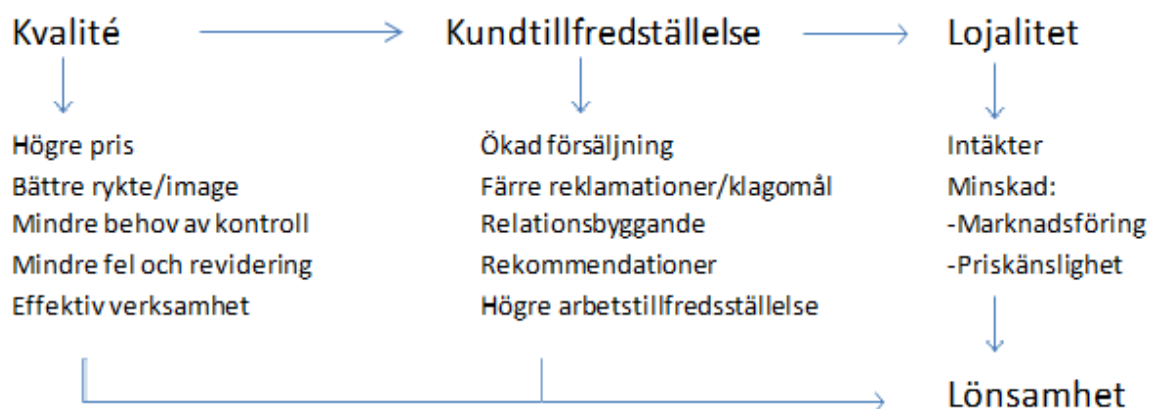 Kvalité
Kundtillfredställelse
Lojalitet
Högre pris
Bättre rykte/image
Mindre behov av kontroll
Mindre fel och revidering
Effektiv verksamhet
Ökad försäljning
Färre reklamationer/klagomål
Relationsbyggande
Rekommendationer
Högre arbetstillfredsställelse
Intäkter
Minskad:
-Marknadsföring
-Priskänslighet
Lönsamhet